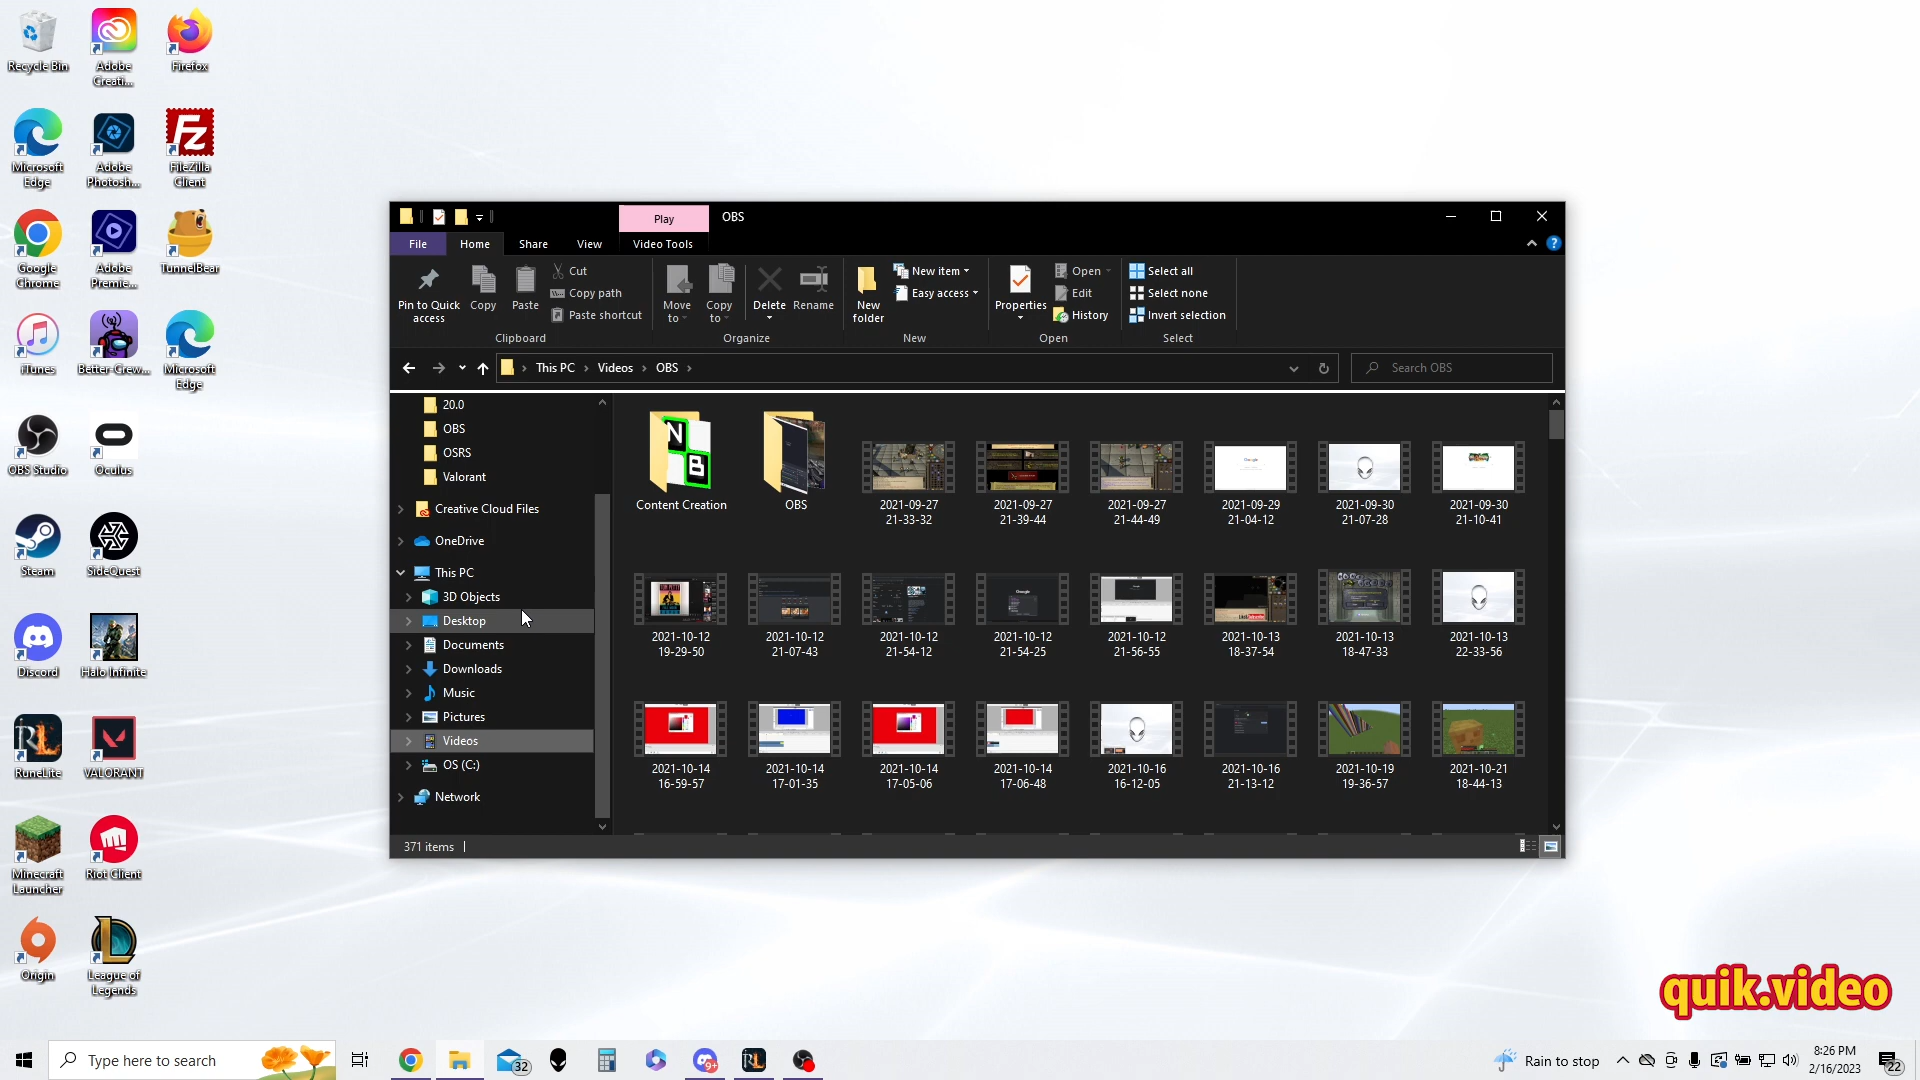 Recycle Bin
Adobe
Creati...
Firefox
Microsoft
Edge
Adobe
Photosh...
FileZilla
Client
Google
Chrome
Adobe
Premie...
TunnelBear
iTunes
Better-Crew...
Microsoft
Edge
OBS Studio
Oculus
Steam
SideQuest
Discord
Halo Infinite
RuneLite
VALORANT
Minecraft
Launcher
Riot Client
Origin
League of
Legends
Play
OBS
File
Home
Share
View
Video Tools
Pin to Quick
access
Copy
Paste
Cut
Copy path
Paste shortcut
Clipboard
Move
to
Copy
to
Delete
Rename
Organize
New
folder
New item
Easy access
New
Properties
Open
Edit
History
Open
Select all
Select none
Invert selection
Select
This PC > Videos > OBS >
Search OBS
20.0
OBS
OSRS
Valorant
Creative Cloud Files
OneDrive
This PC
3D Objects
Desktop
Documents
Downloads
Music
Pictures
Videos
OS (C:)
Network
Content Creation
OBS
2021-09-27
21-33-32
2021-09-27
21-39-44
2021-09-27
21-44-49
2021-09-29
21-04-12
2021-09-30
21-07-28
2021-09-30
21-10-41
2021-10-12
19-29-50
2021-10-12
21-07-43
2021-10-12
21-54-12
2021-10-12
21-54-25
2021-10-12
21-56-55
2021-10-13
18-37-54
2021-10-13
18-47-33
2021-10-13
22-33-56
2021-10-14
16-59-57
2021-10-14
17-01-35
2021-10-14
17-05-06
2021-10-14
17-06-48
2021-10-16
16-12-05
2021-10-16
21-13-12
2021-10-19
19-36-57
2021-10-21
18-44-13
371 items
quik.video
Type here to search
32
9+
Rain to stop
8:26 PM
2/16/2023
22